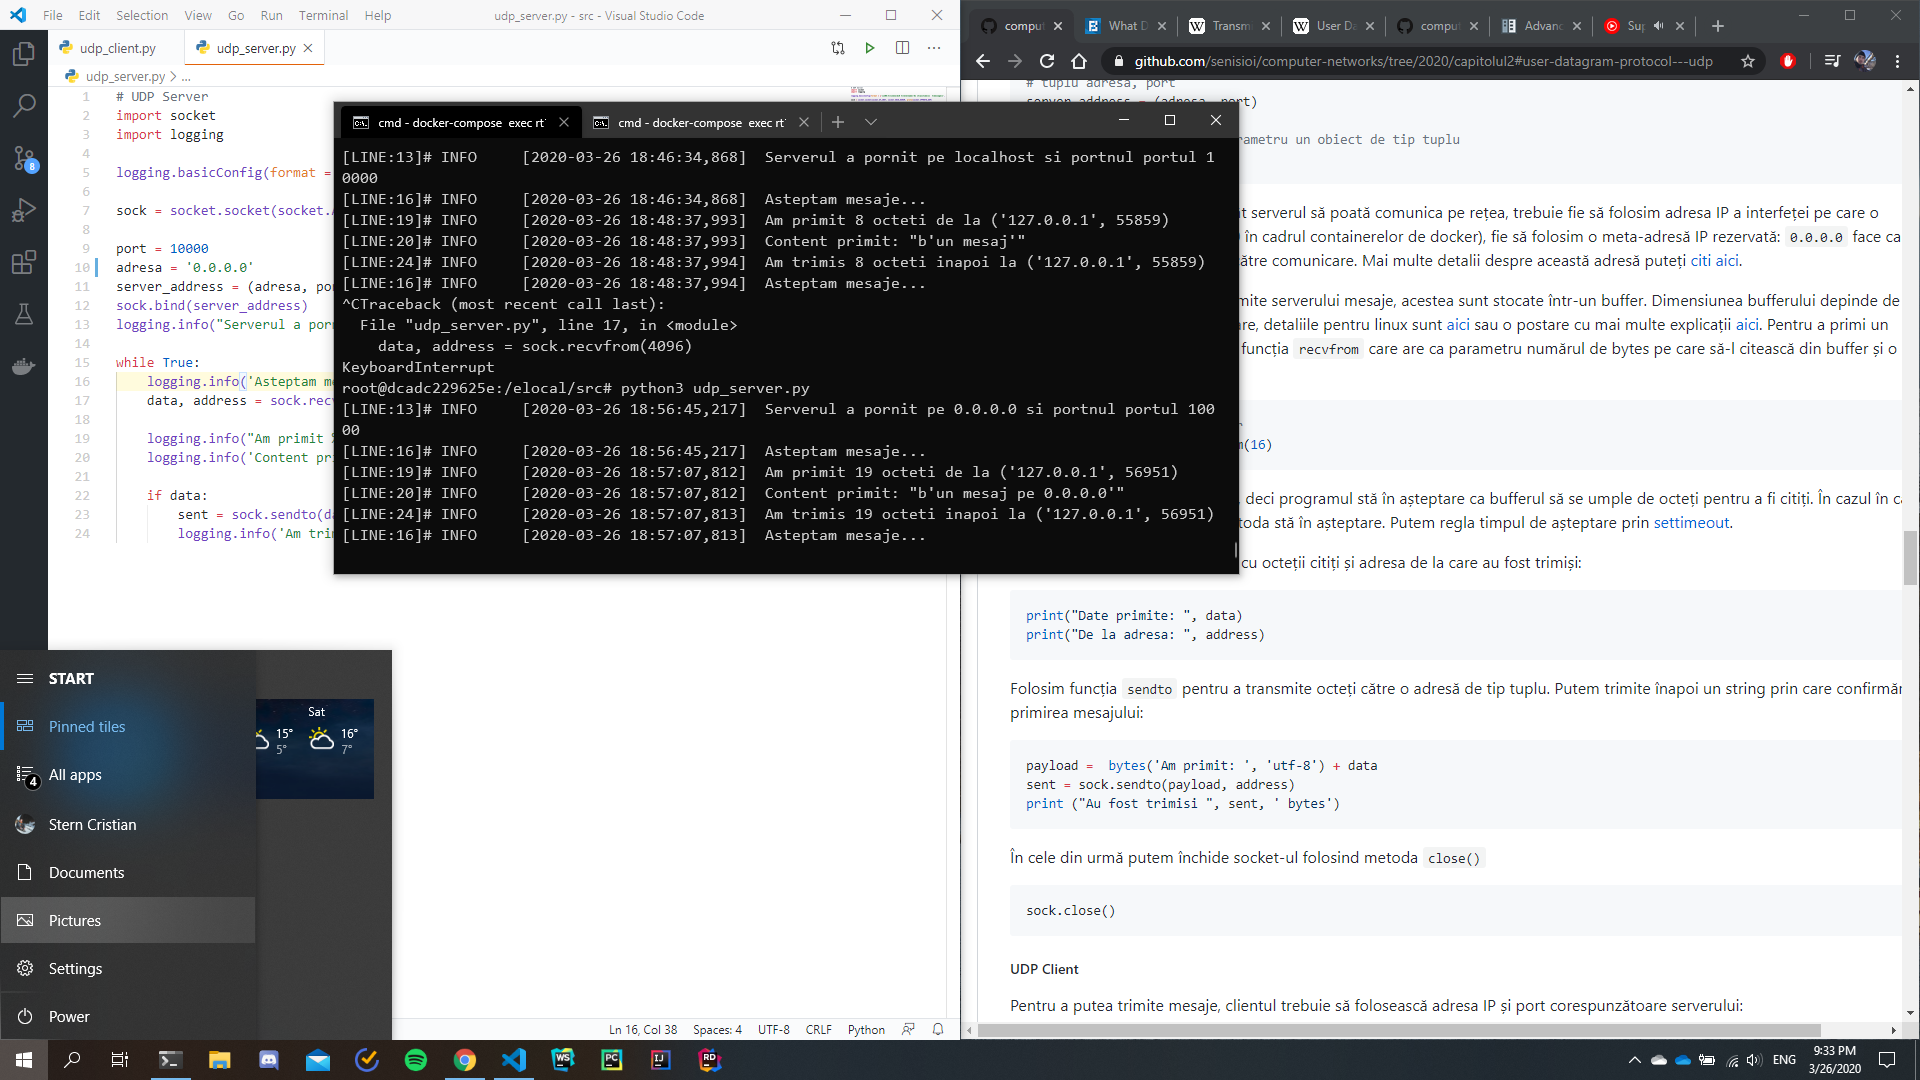 File Edit Selection View Go Run Terminal Help
udp_server.py - src - Visual Studio Code
udp_client.py
udp_server.py
udp_server.py > ...
1 # UDP Server
2 import socket
3 import logging
4
5 logging.basicConfig(format =
6
7 sock = socket.socket(socket.
8
9 port = 10000
10 adresa = '0.0.0.0'
11 server_address = (adresa, po
12 sock.bind(server_address)
13 logging.info("Serverul a por
14
15 while True:
16 logging.info('Asteptam m
17 data, address = sock.rec
18
19 logging.info("Am primit
20 logging.info('Content pr
21
22 if data:
23 sent = sock.sendto(d
24 logging.info('Am tri
cmd - docker-compose exec rt
cmd - docker-compose exec rt
[LINE:13]# INFO [2020-03-26 18:46:34,868] Serverul a pornit pe localhost si portnul portul 1
0000
[LINE:16]# INFO [2020-03-26 18:46:34,868] Asteptam mesaje...
[LINE:19]# INFO [2020-03-26 18:48:37,993] Am primit 8 octeti de la ('127.0.0.1', 55859)
[LINE:20]# INFO [2020-03-26 18:48:37,993] Content primit: "b'un mesaj'"
[LINE:24]# INFO [2020-03-26 18:48:37,994] Am trimis 8 octeti inapoi la ('127.0.0.1', 55859)
[LINE:16]# INFO [2020-03-26 18:48:37,994] Asteptam mesaje...
^CTraceback (most recent call last):
File "udp_server.py", line 17, in <module>
data, address = sock.recvfrom(4096)
KeyboardInterrupt
root@dcadc229625e:/elocal/src# python3 udp_server.py
[LINE:13]# INFO [2020-03-26 18:56:45,217] Serverul a pornit pe 0.0.0.0 si portnul portul 100
00
[LINE:16]# INFO [2020-03-26 18:56:45,217] Asteptam mesaje...
[LINE:19]# INFO [2020-03-26 18:57:07,812] Am primit 19 octeti de la ('127.0.0.1', 56951)
[LINE:20]# INFO [2020-03-26 18:57:07,812] Content primit: "b'un mesaj pe 0.0.0.0'"
[LINE:24]# INFO [2020-03-26 18:57:07,813] Am trimis 19 octeti inapoi la ('127.0.0.1', 56951)
[LINE:16]# INFO [2020-03-26 18:57:07,813] Asteptam mesaje...
START
Pinned tiles
All apps
4
Stern Cristian
Documents
Pictures
Settings
Power
Sat
15° 16°
5° 7°
Ln 16, Col 38 Spaces: 4 UTF-8 CRLF Python
comput What D Transm User Da comput Advanc Sup
github.com/senisioi/computer-networks/tree/2020/capitolul2#user-datagram-protocol---udp
# tuplu adresa, port
server_address = (adresa, port)
rametru un obiect de tip tuplu
t serverul să poată comunica pe rețea, trebuie fie să folosim adresa IP a interfeței pe care o
în cadrul containerelor de docker), fie să folosim o meta-adresă IP rezervată: 0.0.0.0 face ca
către comunicare. Mai multe detalii despre această adresă puteți citi aici.
mite serverului mesaje, acestea sunt stocate într-un buffer. Dimensiunea bufferului depinde de
re, detaliile pentru linux sunt aici sau o postare cu mai multe explicații aici. Pentru a primi un
funcția recvfrom care are ca parametru numărul de bytes pe care să-l citească din buffer și o
(16)
, deci programul stă în așteptare ca bufferul să se umple de octeți pentru a fi citiți. În cazul în ca
toda stă în așteptare. Putem regla timpul de așteptare prin settimeout.
cu octeții citiți și adresa de la care au fost trimiși:
print("Date primite: ", data)
print("De la adresa: ", address)
Folosim funcția sendto pentru a transmite octeți către o adresă de tip tuplu. Putem trimite înapoi un string prin care confirmăm
primirea mesajului:
payload = bytes('Am primit: ', 'utf-8') + data
sent = sock.sendto(payload, address)
print ("Au fost trimisi ", sent, ' bytes')
În cele din urmă putem închide socket-ul folosind metoda close()
sock.close()
UDP Client
Pentru a putea trimite mesaje, clientul trebuie să folosească adresa IP și port corespunzătoare serverului:
ENG
9:33 PM
3/26/2020